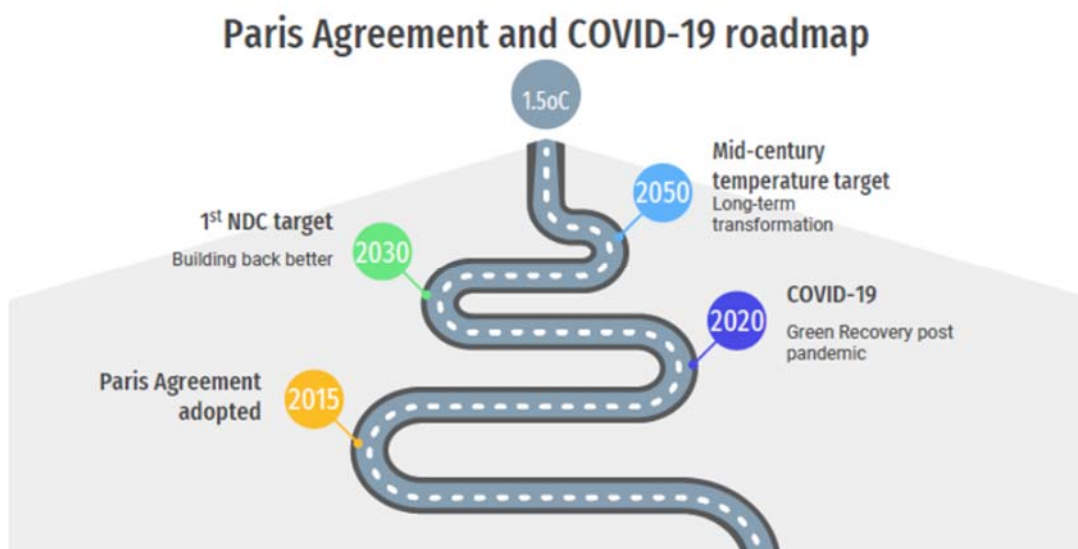 Paris Agreement and COVID-19 roadmap
1.5oC
Mid-century
temperature target
Long-term
transformation
2050
1st NDC target
Building back better
2030
COVID-19
Green Recovery post
pandemic
2020
Paris Agreement
adopted
2015